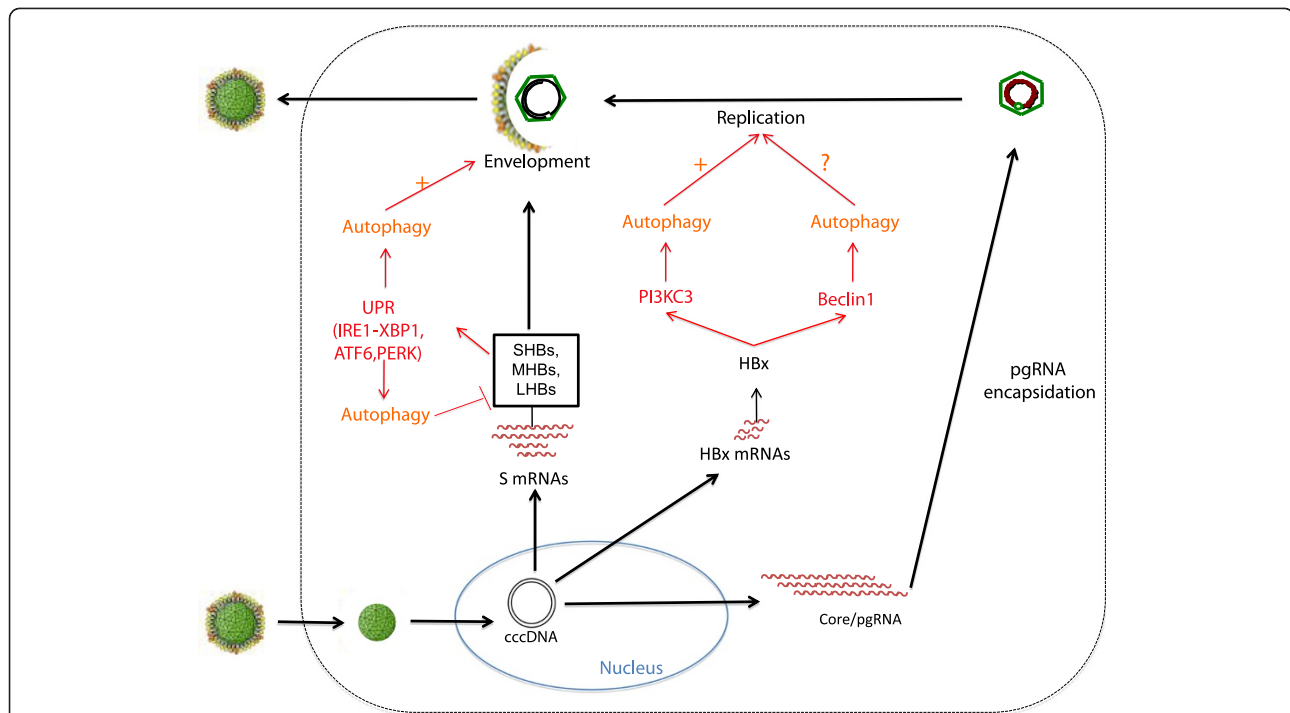 Replication
Envelopment
+
+
?
Autophagy
Autophagy
Autophagy
UPR
(IRE1-XBP1,
ATF6,PERK)
PI3KC3
Beclin1
SHBs,
MHBs,
LHBs
HBx
pgRNA
encapsidation
Autophagy
HBx mRNAs
S mRNAs
cccDNA
Core/pgRNA
Nucleus